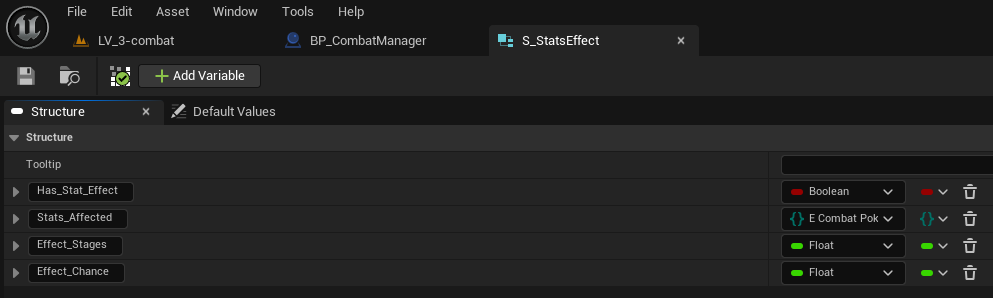 File Edit Asset Window Tools Help
LV_3-combat BP_CombatManager S_StatsEffect
Add Variable
Structure Default Values
Structure
Tooltip
Has_Stat_Effect Boolean
Stats_Affected E Combat Pok
Effect_Stages Float
Effect_Chance Float